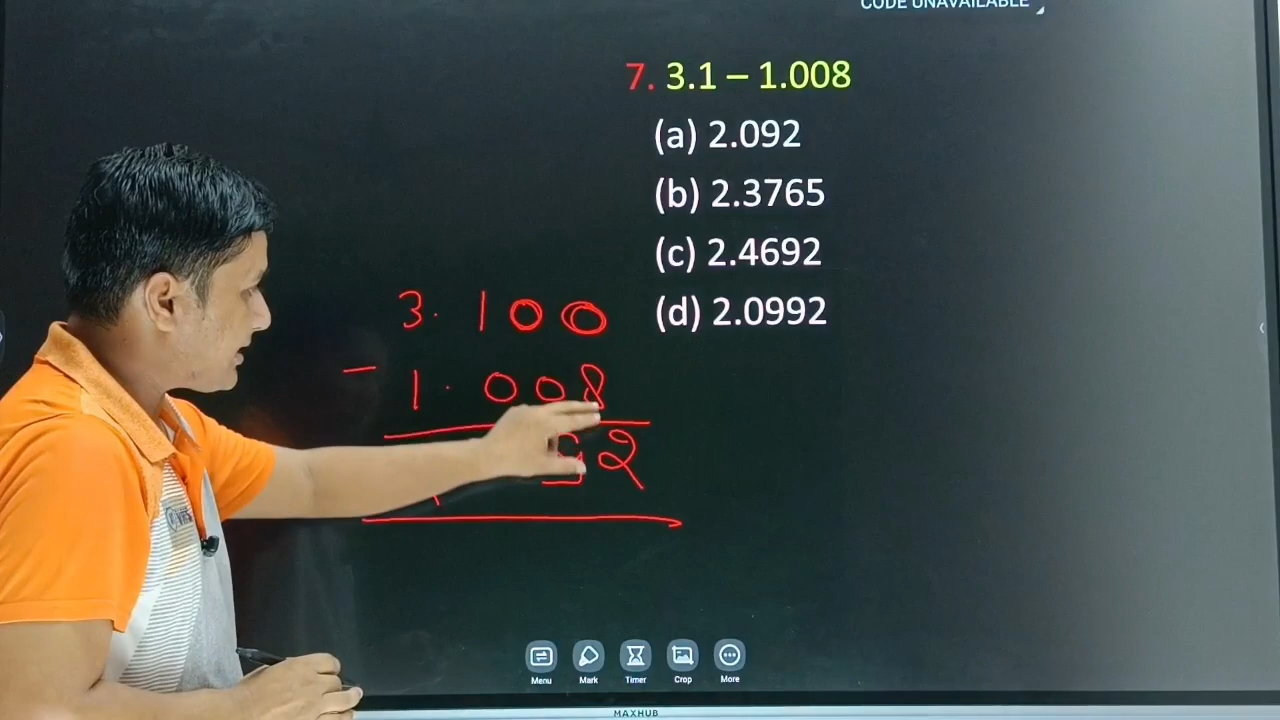 CODE UNAVAILABLE
7. 3.1 – 1.008
(a) 2.092
(b) 2.3765
(c) 2.4692
(d) 2.0992
3.100
– 1.008
92
Menu Mark Timer Crop More
MAXHUB